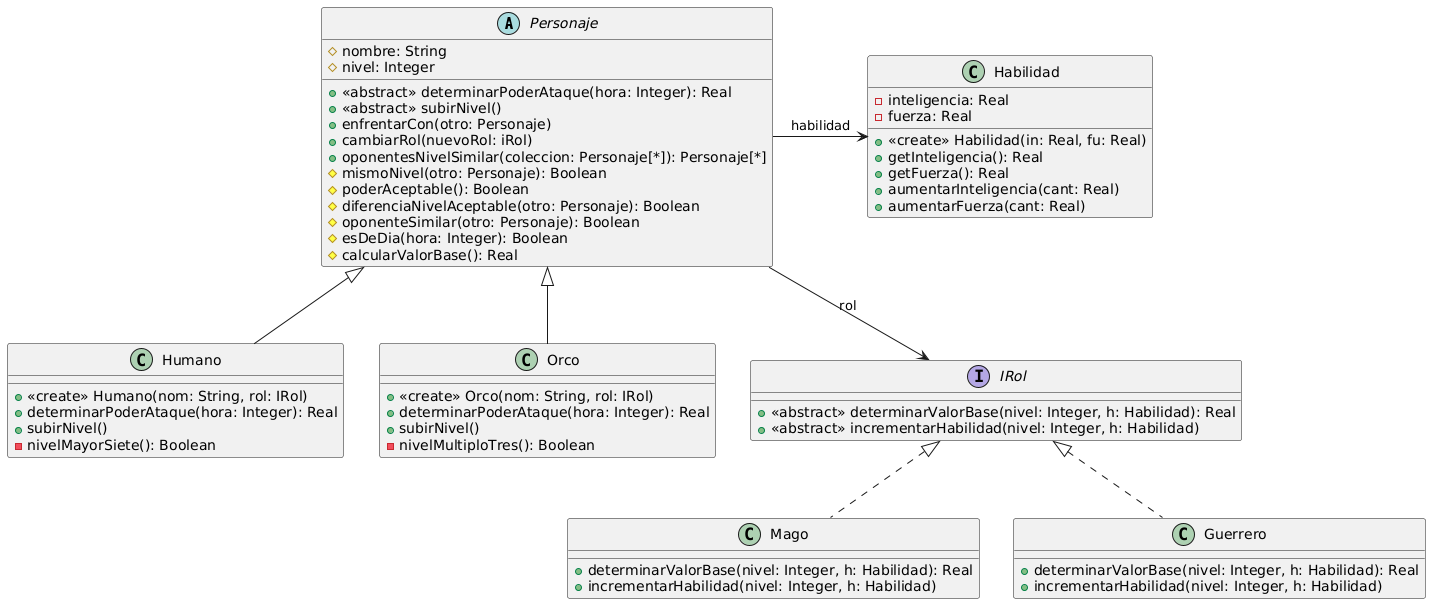 A Personaje
nombre: String
nivel: Integer
«abstract» determinarPoderAtaque(hora: Integer): Real
«abstract» subirNivel()
enfrentarCon(otro: Personaje)
cambiarRol(nuevoRol: iRol)
oponentesNivelSimilar(coleccion: Personaje[*]): Personaje[*]
mismoNivel(otro: Personaje): Boolean
poderAceptable(): Boolean
diferenciaNivelAceptable(otro: Personaje): Boolean
oponenteSimilar(otro: Personaje): Boolean
esDeDia(hora: Integer): Boolean
calcularValorBase(): Real
habilidad
C Habilidad
inteligencia: Real
fuerza: Real
«create» Habilidad(in: Real, fu: Real)
getInteligencia(): Real
getFuerza(): Real
aumentarInteligencia(cant: Real)
aumentarFuerza(cant: Real)
rol
C Humano
«create» Humano(nom: String, rol: IRol)
determinarPoderAtaque(hora: Integer): Real
subirNivel()
nivelMayorSiete(): Boolean
C Orco
«create» Orco(nom: String, rol: IRol)
determinarPoderAtaque(hora: Integer): Real
subirNivel()
nivelMultiploTres(): Boolean
I IRol
«abstract» determinarValorBase(nivel: Integer, h: Habilidad): Real
«abstract» incrementarHabilidad(nivel: Integer, h: Habilidad)
C Mago
determinarValorBase(nivel: Integer, h: Habilidad): Real
incrementarHabilidad(nivel: Integer, h: Habilidad)
C Guerrero
determinarValorBase(nivel: Integer, h: Habilidad): Real
incrementarHabilidad(nivel: Integer, h: Habilidad)